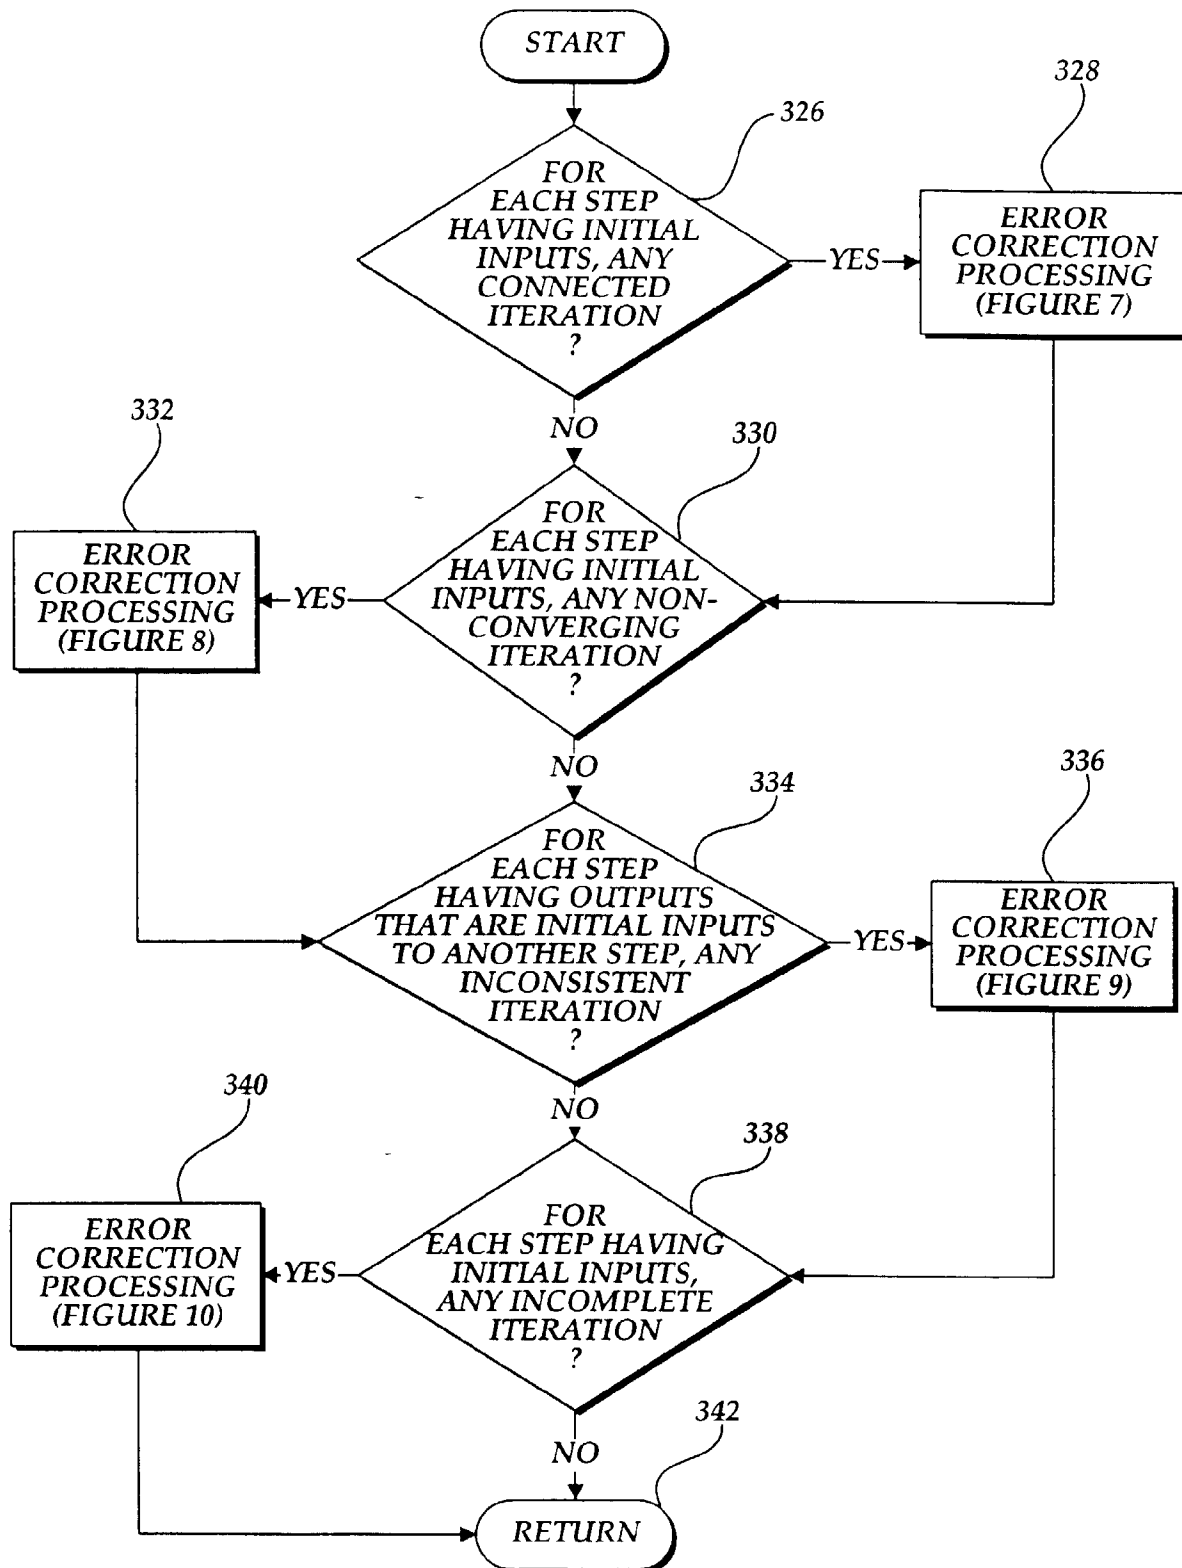 START
326
328
FOR
EACH STEP
HAVING INITIAL
INPUTS, ANY
CONNECTED
ITERATION
?
YES
ERROR
CORRECTION
PROCESSING
(FIGURE 7)
NO
332
330
FOR
EACH STEP
HAVING INITIAL
INPUTS, ANY NON-
CONVERGING
ITERATION
?
YES
ERROR
CORRECTION
PROCESSING
(FIGURE 8)
NO
334
336
FOR
EACH STEP
HAVING OUTPUTS
THAT ARE INITIAL INPUTS
TO ANOTHER STEP, ANY
INCONSISTENT
ITERATION
?
YES
ERROR
CORRECTION
PROCESSING
(FIGURE 9)
NO
340
338
FOR
EACH STEP HAVING
INITIAL INPUTS,
ANY INCOMPLETE
ITERATION
?
YES
ERROR
CORRECTION
PROCESSING
(FIGURE 10)
NO
342
RETURN